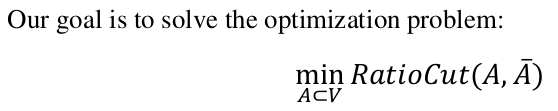 Our goal is to solve the optimization problem:
min RatioCut(A, Ā)
A⊂V